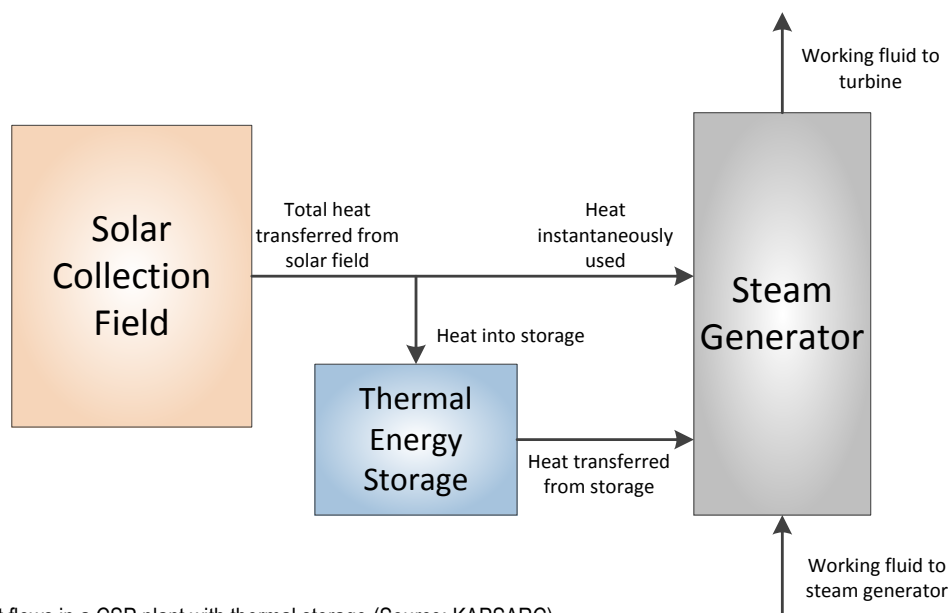 Working fluid to
turbine
Solar
Collection
Field
Total heat
transferred from
solar field
Heat
instantaneously
used
Steam
Generator
Heat into storage
Thermal
Energy
Storage
Heat transferred
from storage
Working fluid to
steam generator
flows in a CSP plant with thermal storage (Source: KAPSARC)